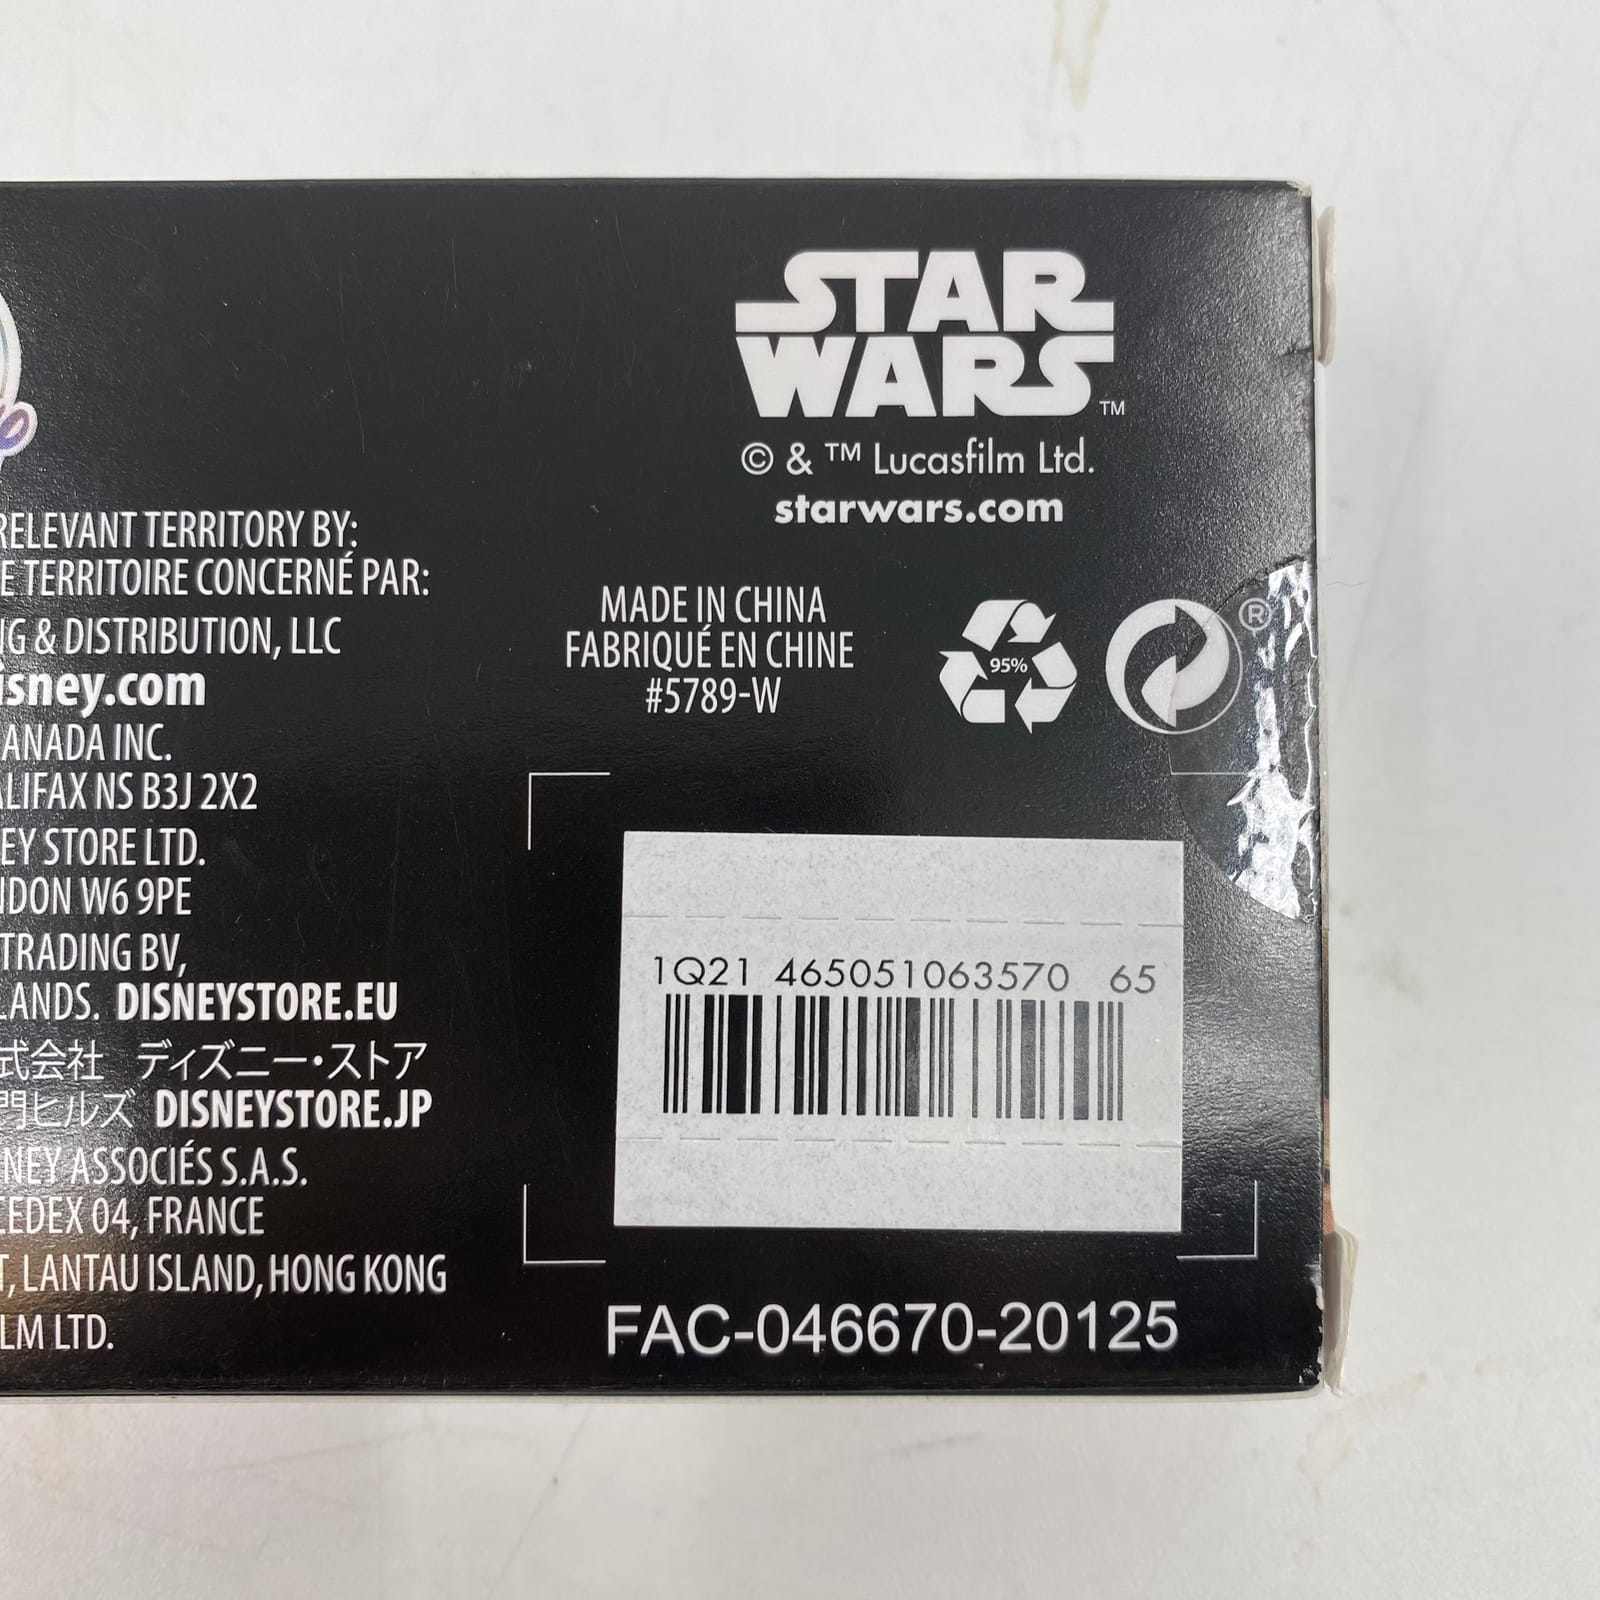 RELEVANT TERRITORY BY:
E TERRITOIRE CONCERNÉ PAR:
& DISTRIBUTION, LLC
isney.com
ANADA INC.
ALIFAX NS B3J 2X2
EY STORE LTD.
NDON W6 9PE
TRADING BV,
LANDS. DISNEYSTORE.EU
式会社 ディズニー・ストア
門ヒルズ DISNEYSTORE.JP
NEY ASSOCIÉS S.A.S.
CEDEX 04, FRANCE
T, LANTAU ISLAND, HONG KONG
LM LTD.
STAR
WARS™
© & ™ Lucasfilm Ltd.
starwars.com
MADE IN CHINA
FABRIQUÉ EN CHINE
#5789-W
95%
®
1Q21 465051063570 65
FAC-046670-20125